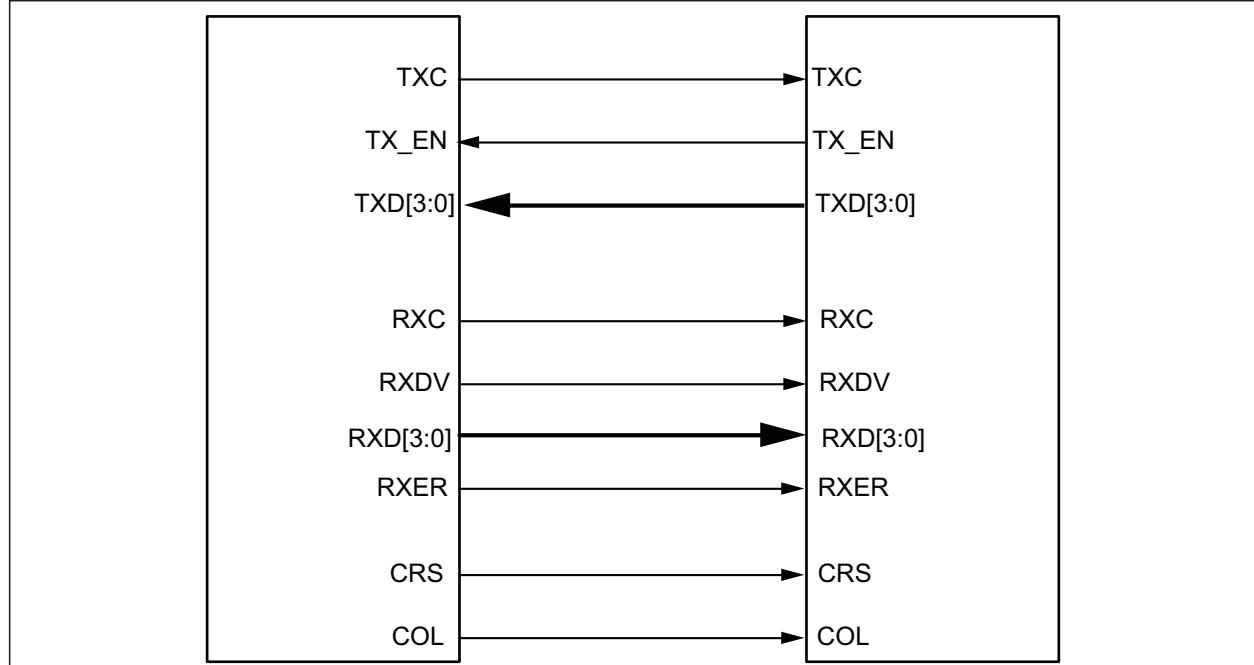 TXC TXC
TX_EN TX_EN
TXD[3:0] TXD[3:0]
RXC RXC
RXDV RXDV
RXD[3:0] RXD[3:0]
RXER RXER
CRS CRS
COL COL